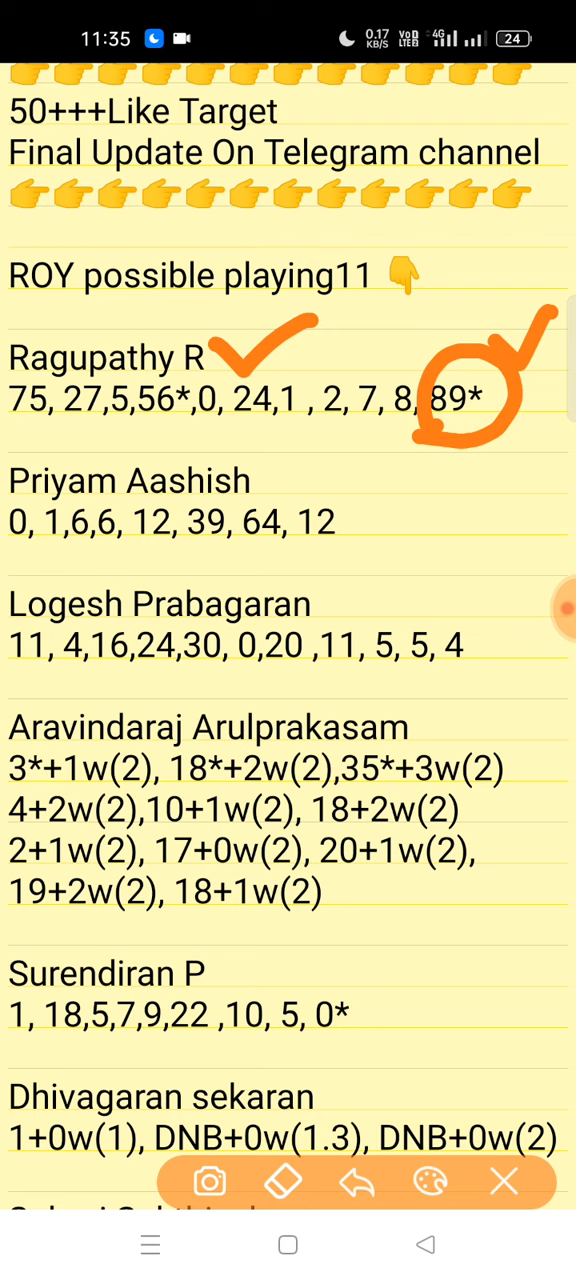 11:35
0.17 KB/S VoD LTE2 4G 24
50+++Like Target
Final Update On Telegram channel
ROY possible playing11 👇
Ragupathy R
75, 27,5,56*,0, 24,1 , 2, 7, 8, 89*
Priyam Aashish
0, 1,6,6, 12, 39, 64, 12
Logesh Prabagaran
11, 4,16,24,30, 0,20 ,11, 5, 5, 4
Aravindaraj Arulprakasam
3*+1w(2), 18*+2w(2),35*+3w(2)
4+2w(2),10+1w(2), 18+2w(2)
2+1w(2), 17+0w(2), 20+1w(2),
19+2w(2), 18+1w(2)
Surendiran P
1, 18,5,7,9,22 ,10, 5, 0*
Dhivagaran sekaran
1+0w(1), DNB+0w(1.3), DNB+0w(2)